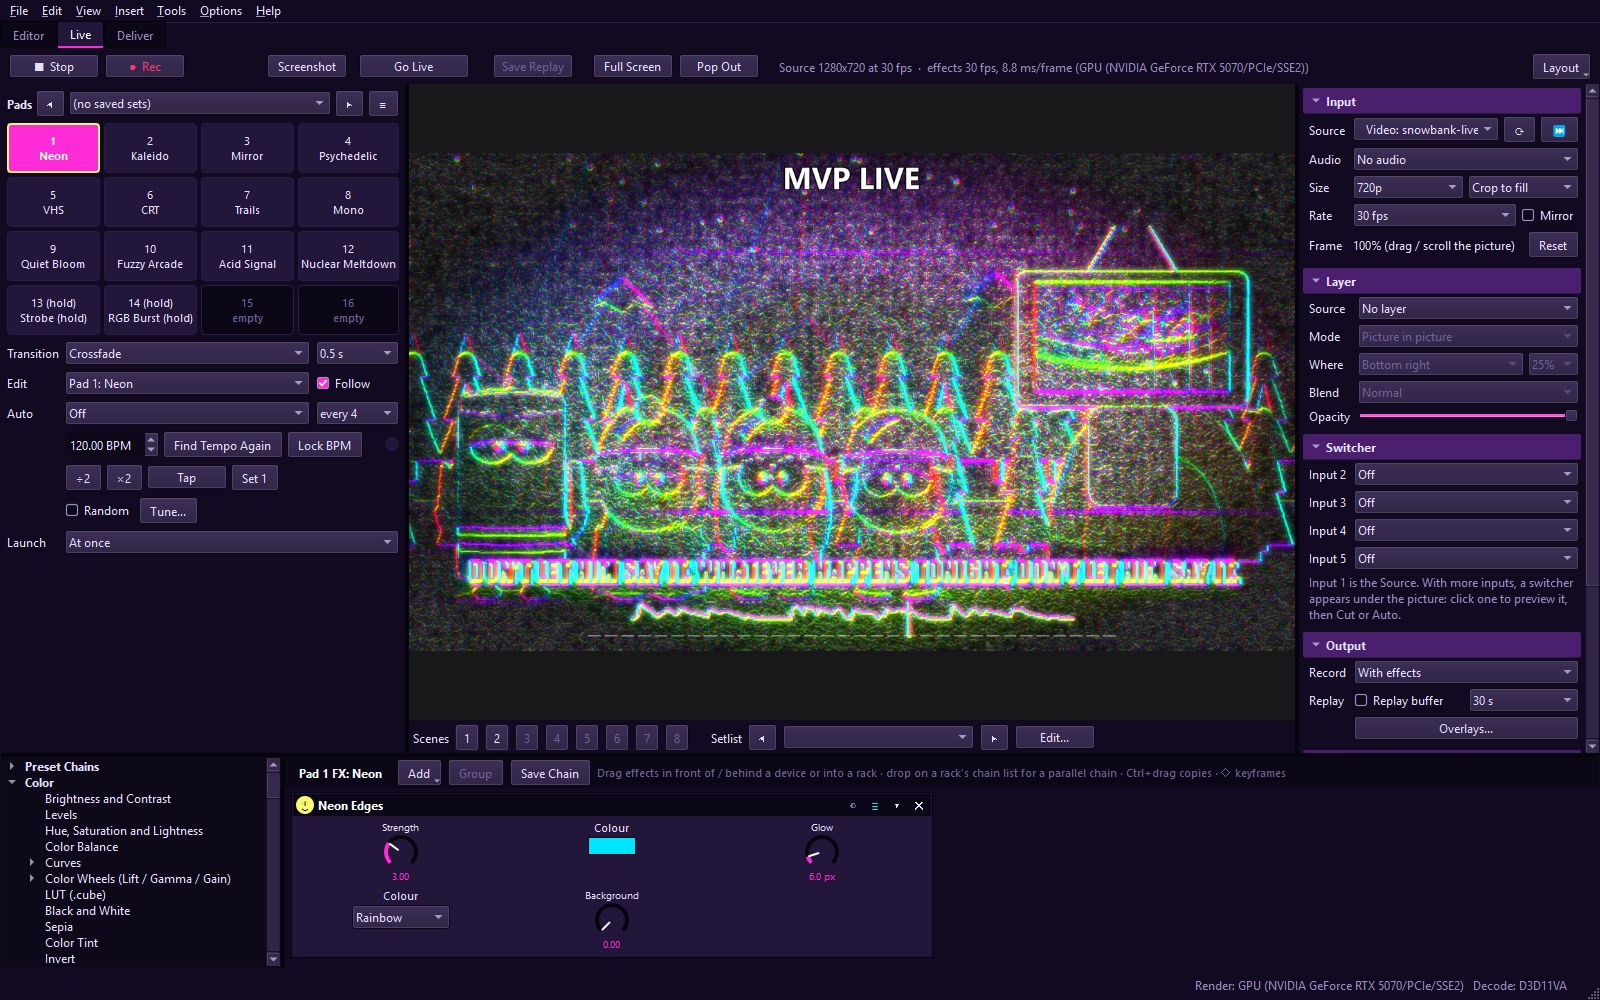 File Edit View Insert Tools Options Help
Editor Live Deliver
Stop Rec Screenshot Go Live Save Replay Full Screen Pop Out Source 1280x720 at 30 fps · effects 30 fps, 8.8 ms/frame (GPU (NVIDIA GeForce RTX 5070/PCIe/SSE2)) Layout
Pads (no saved sets)
1 Neon
2 Kaleido
3 Mirror
4 Psychedelic
5 VHS
6 CRT
7 Trails
8 Mono
9 Quiet Bloom
10 Fuzzy Arcade
11 Acid Signal
12 Nuclear Meltdown
13 (hold) Strobe (hold)
14 (hold) RGB Burst (hold)
15 empty
16 empty
Transition Crossfade 0.5 s
Edit Pad 1: Neon Follow
Auto Off every 4
120.00 BPM Find Tempo Again Lock BPM
÷2 ×2 Tap Set 1
Random Tune...
Launch At once
MVP LIVE
Scenes 1 2 3 4 5 6 7 8 Setlist Edit...
Input
Source Video: snowbank-live
Audio No audio
Size 720p Crop to fill
Rate 30 fps Mirror
Frame 100% (drag / scroll the picture) Reset
Layer
Source No layer
Mode Picture in picture
Where Bottom right 25%
Blend Normal
Opacity
Switcher
Input 2 Off
Input 3 Off
Input 4 Off
Input 5 Off
Input 1 is the Source. With more inputs, a switcher
appears under the picture: click one to preview it,
then Cut or Auto.
Output
Record With effects
Replay Replay buffer 30 s
Overlays...
Preset Chains
Color
Brightness and Contrast
Levels
Hue, Saturation and Lightness
Color Balance
Curves
Color Wheels (Lift / Gamma / Gain)
LUT (.cube)
Black and White
Sepia
Color Tint
Invert
Pad 1 FX: Neon Add Group Save Chain Drag effects in front of / behind a device or into a rack · drop on a rack's chain list for a parallel chain · Ctrl+drag copies · ◇ keyframes
Neon Edges
Strength Colour Glow
3.00 6.0 px
Colour Background
Rainbow
0.00
Render: GPU (NVIDIA GeForce RTX 5070/PCIe/SSE2) Decode: D3D11VA